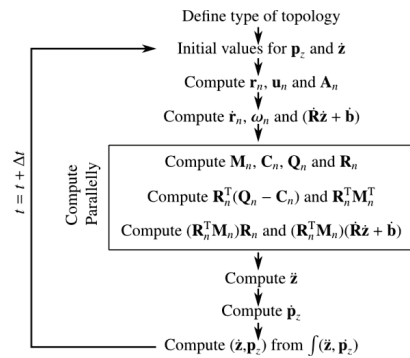 Define type of topology
Initial values for p_z and ż
Compute r_n, u_n and A_n
Compute ṙ_n, ω_n and (Ṙż + ḃ)
Compute Parallelly
Compute M_n, C_n, Q_n and R_n
Compute R_n^T(Q_n − C_n) and R_n^T M_n^T
Compute (R_n^T M_n)R_n and (R_n^T M_n)(Ṙż + ḃ)
t = t + Δt
Compute z̈
Compute ṗ_z
Compute (ż,p_z) from ∫(z̈, ṗ_z)